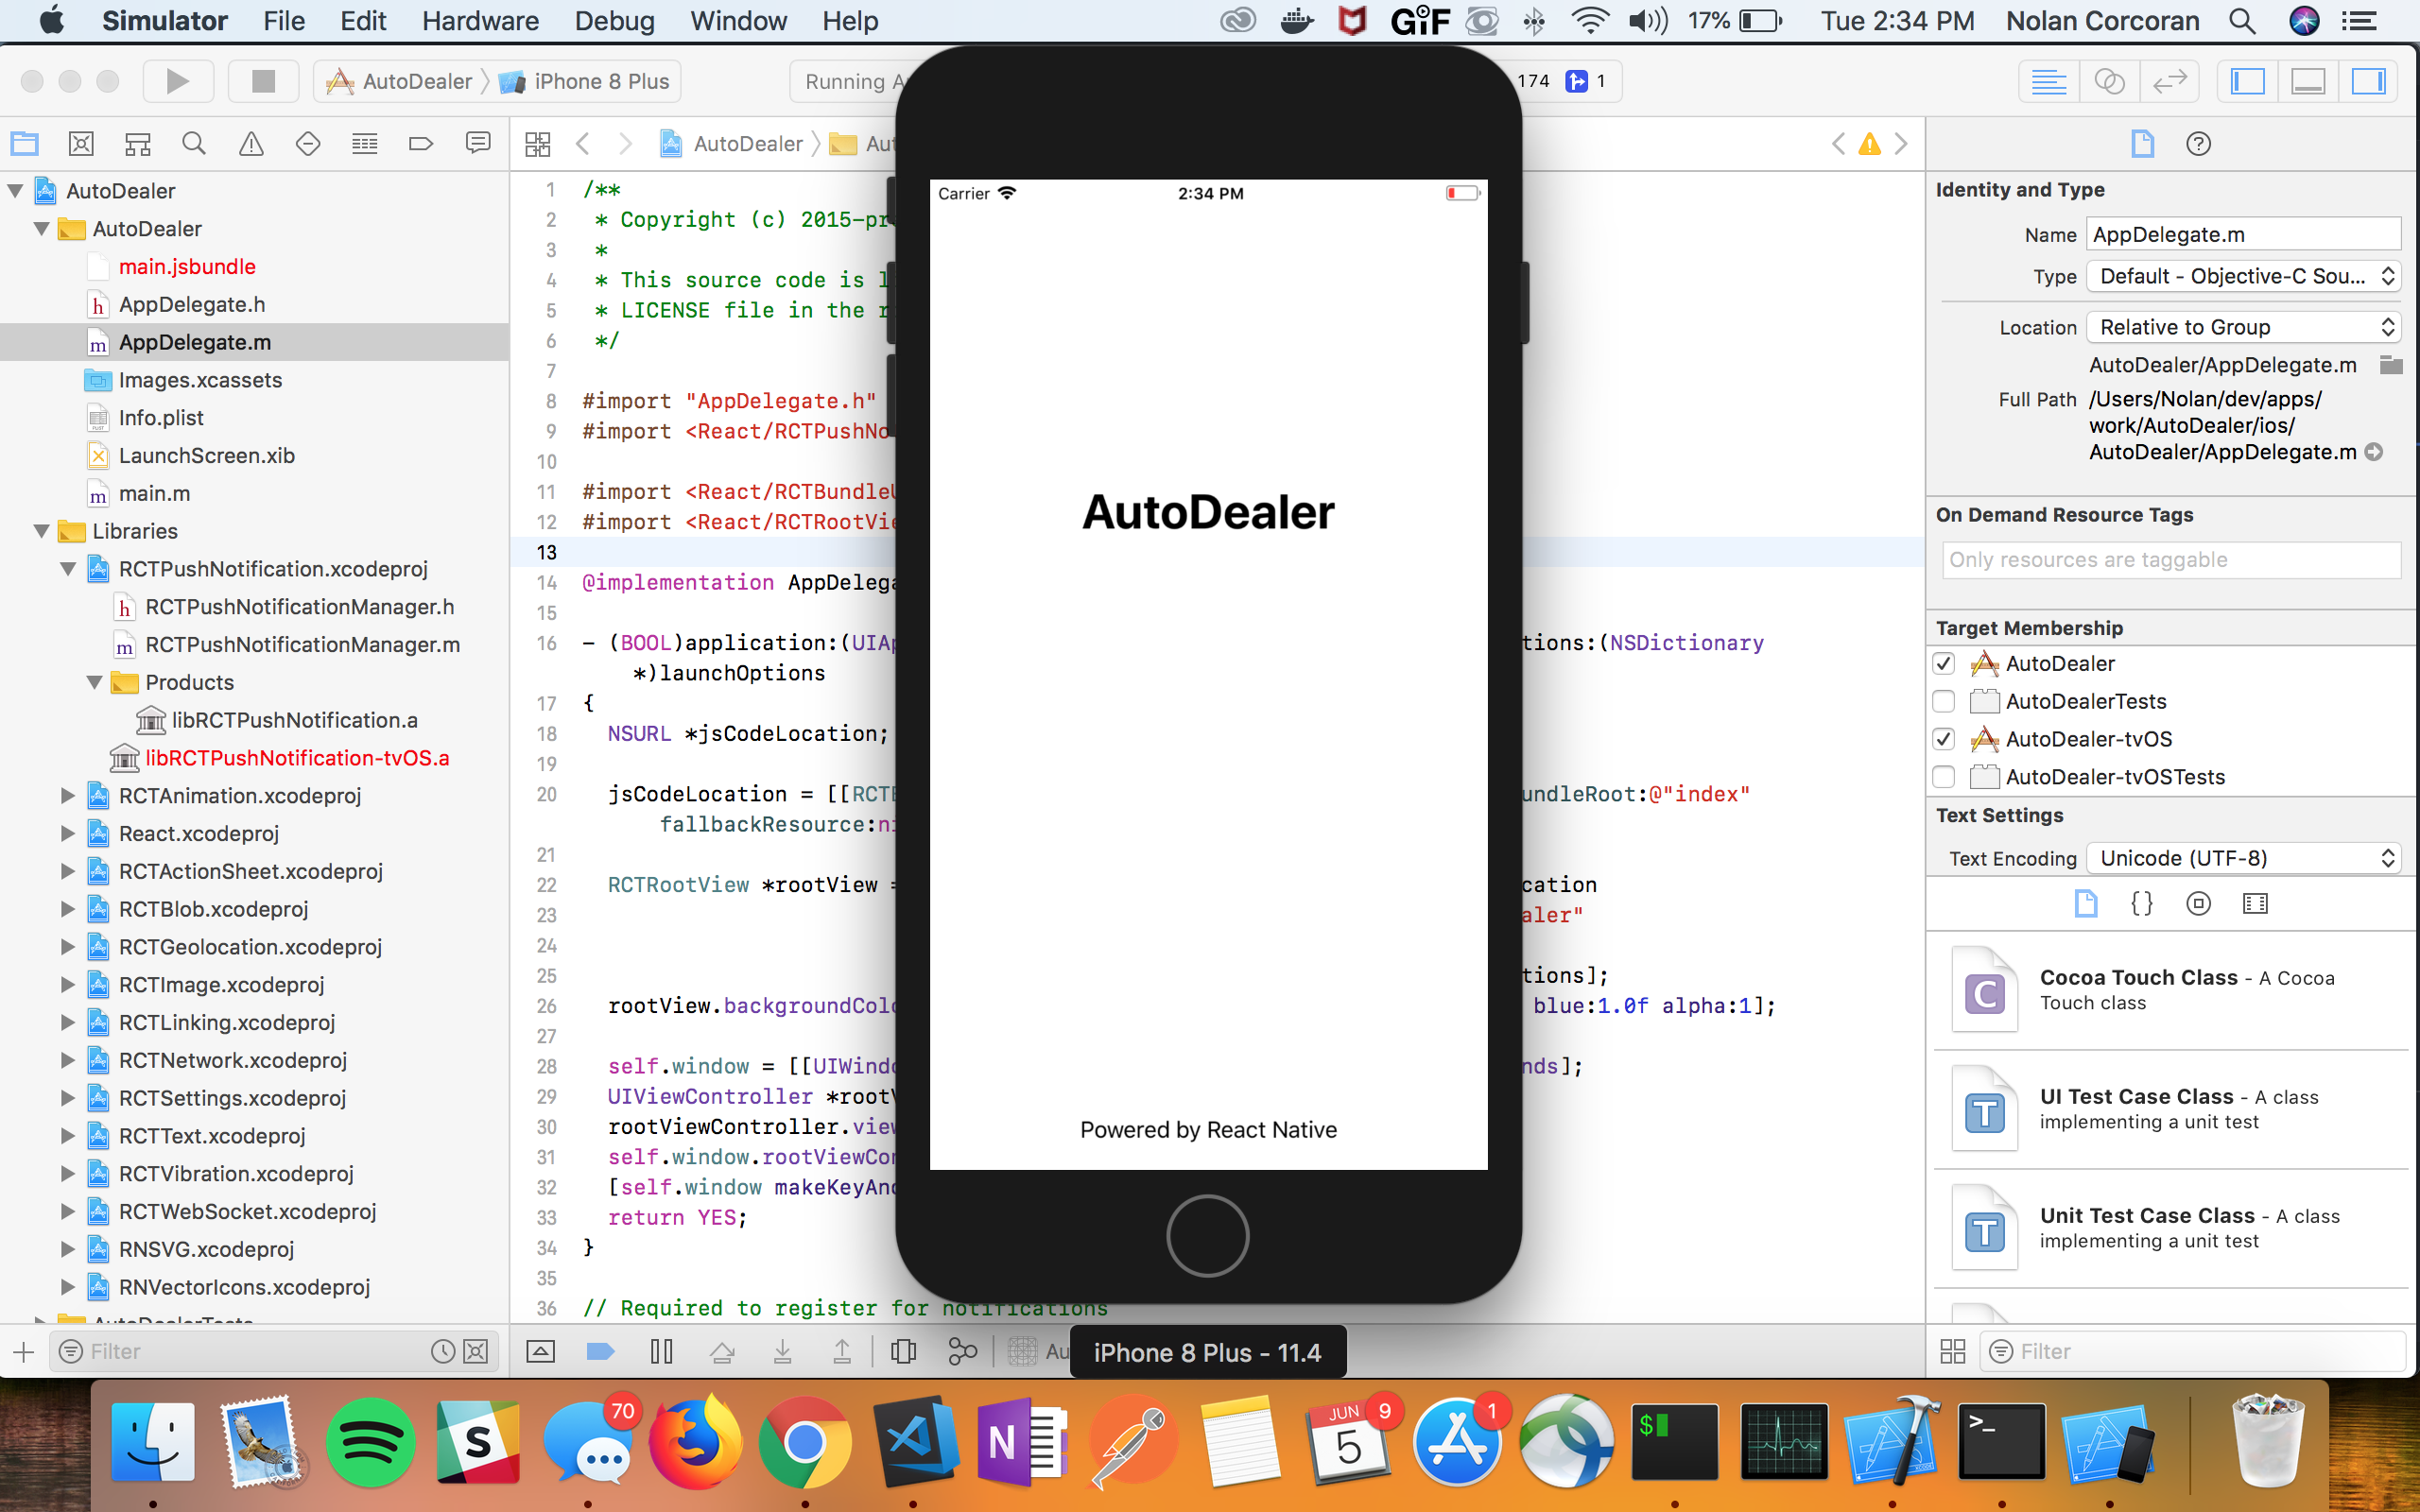 Simulator File Edit Hardware Debug Window Help GIF 17% Tue 2:34 PM Nolan Corcoran
AutoDealer iPhone 8 Plus Running 174 1
AutoDealer
AutoDealer
AutoDealer
main.jsbundle
AppDelegate.h
AppDelegate.m
Images.xcassets
Info.plist
LaunchScreen.xib
main.m
Libraries
RCTPushNotification.xcodeproj
RCTPushNotificationManager.h
RCTPushNotificationManager.m
Products
libRCTPushNotification.a
libRCTPushNotification-tvOS.a
RCTAnimation.xcodeproj
React.xcodeproj
RCTActionSheet.xcodeproj
RCTBlob.xcodeproj
RCTGeolocation.xcodeproj
RCTImage.xcodeproj
RCTLinking.xcodeproj
RCTNetwork.xcodeproj
RCTSettings.xcodeproj
RCTText.xcodeproj
RCTVibration.xcodeproj
RCTWebSocket.xcodeproj
RNSVG.xcodeproj
RNVectorIcons.xcodeproj
AutoDealerTests
Filter
1 /**
2 * Copyright (c) 2015-pr
3 *
4 * This source code is l
5 * LICENSE file in the r
6 */
7
8 #import "AppDelegate.h"
9 #import <React/RCTPushNo
10
11 #import <React/RCTBundleU
12 #import <React/RCTRootVie
13
14 @implementation AppDelega
15
16 - (BOOL)application:(UIAp tions:(NSDictionary
*)launchOptions
17 {
18 NSURL *jsCodeLocation;
19
20 jsCodeLocation = [[RCTB undleRoot:@"index"
fallbackResource:ni
21
22 RCTRootView *rootView = cation
23 aler"
24
25 tions];
26 rootView.backgroundColo blue:1.0f alpha:1];
27
28 self.window = [[UIWindo nds];
29 UIViewController *rootV
30 rootViewController.view
31 self.window.rootViewCon
32 [self.window makeKeyAnd
33 return YES;
34 }
35
36 // Required to register for notifications
Au
iPhone 8 Plus - 11.4
Carrier 2:34 PM
AutoDealer
Powered by React Native
Identity and Type
Name AppDelegate.m
Type Default - Objective-C Sou...
Location Relative to Group
AutoDealer/AppDelegate.m
Full Path /Users/Nolan/dev/apps/
work/AutoDealer/ios/
AutoDealer/AppDelegate.m
On Demand Resource Tags
Only resources are taggable
Target Membership
AutoDealer
AutoDealerTests
AutoDealer-tvOS
AutoDealer-tvOSTests
Text Settings
Text Encoding Unicode (UTF-8)
{}
C Cocoa Touch Class - A Cocoa
Touch class
T UI Test Case Class - A class
implementing a unit test
T Unit Test Case Class - A class
implementing a unit test
Filter
S 70 N JUN 5 9 1 $ >_